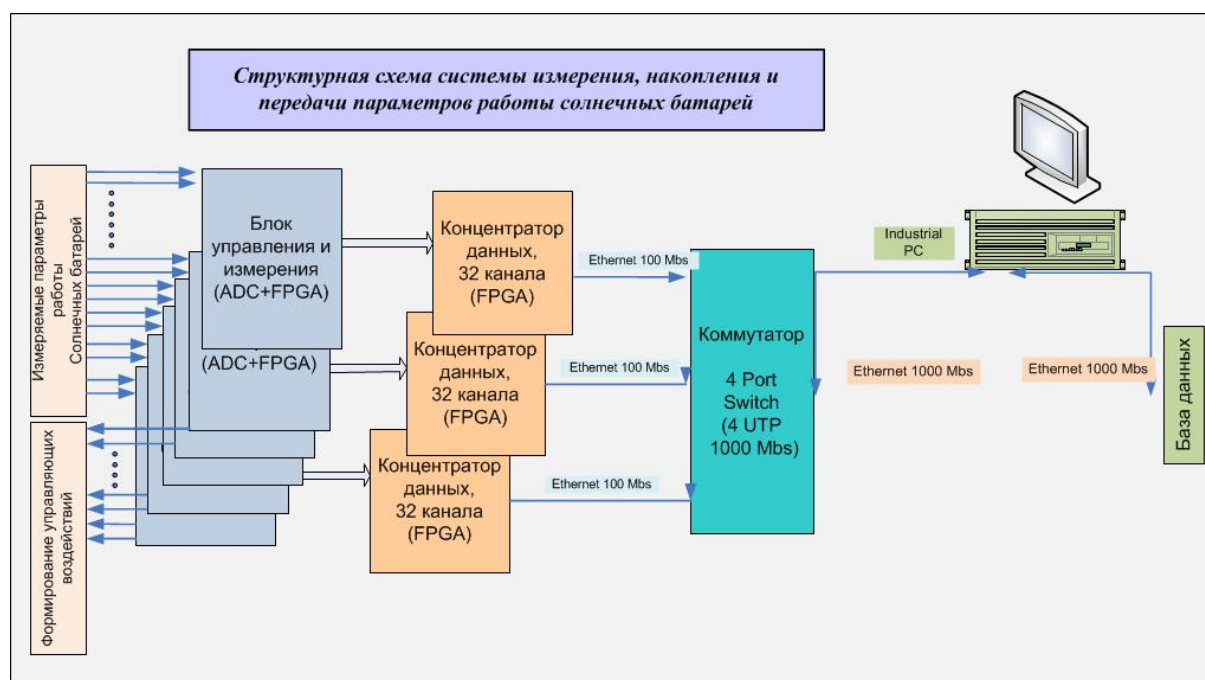 Структурная схема системы измерения, накопления и
передачи параметров работы солнечных батарей
Измеряемые параметры
работы
Солнечных батарей
Формирование управляющих
воздействий
Блок
управления и
измерения
(ADC+FPGA)
(ADC+FPGA)
Концентратор
данных,
32 канала
(FPGA)
Концентратор
данных,
32 канала
(FPGA)
Концентратор
данных,
32 канала
(FPGA)
Ethernet 100 Mbs
Ethernet 100 Mbs
Ethernet 100 Mbs
Коммутатор
4 Port
Switch
(4 UTP
1000 Mbs)
Industrial
PC
Ethernet 1000 Mbs
Ethernet 1000 Mbs
База данных